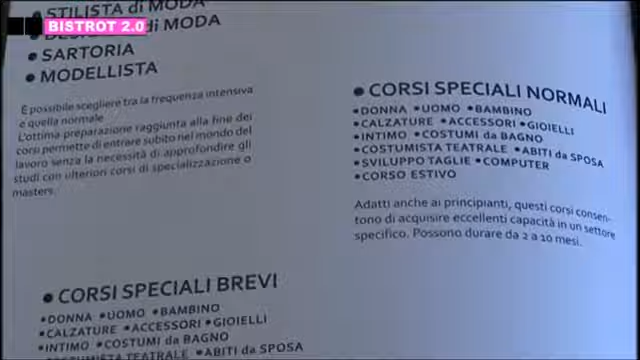 BISTROT 2.0
• STILISTA di MODA
di MODA
• SARTORIA
• MODELLISTA
È possibile scegliere tra la frequenza intensiva
e quella normale
L'ottima preparazione raggiunta alla fine dei
corsi permette di entrare subito nel mondo del
lavoro senza la necessità di approfondire gli
studi con ulteriori corsi di specializzazione o
masters.
• CORSI SPECIALI BREVI
•DONNA •UOMO •BAMBINO
•CALZATURE •ACCESSORI •GIOIELLI
•INTIMO •COSTUMI da BAGNO
•COSTUMISTA TEATRALE •ABITI da SPOSA
• CORSI SPECIALI NORMALI
•DONNA •UOMO •BAMBINO
•CALZATURE •ACCESSORI •GIOIELLI
•INTIMO •COSTUMI da BAGNO
•COSTUMISTA TEATRALE •ABITI da SPOSA
•SVILUPPO TAGLIE •COMPUTER
•CORSO ESTIVO
Adatti anche ai principianti, questi corsi consen-
tono di acquisire eccellenti capacità in un settore
specifico. Possono durare da 2 a 10 mesi.